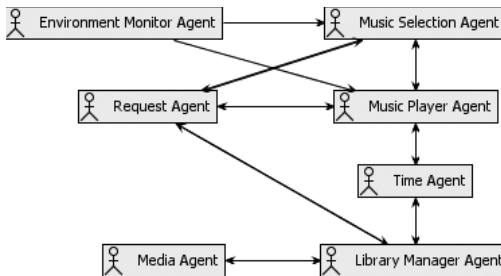 Environment Monitor Agent
Music Selection Agent
Request Agent
Music Player Agent
Time Agent
Media Agent
Library Manager Agent